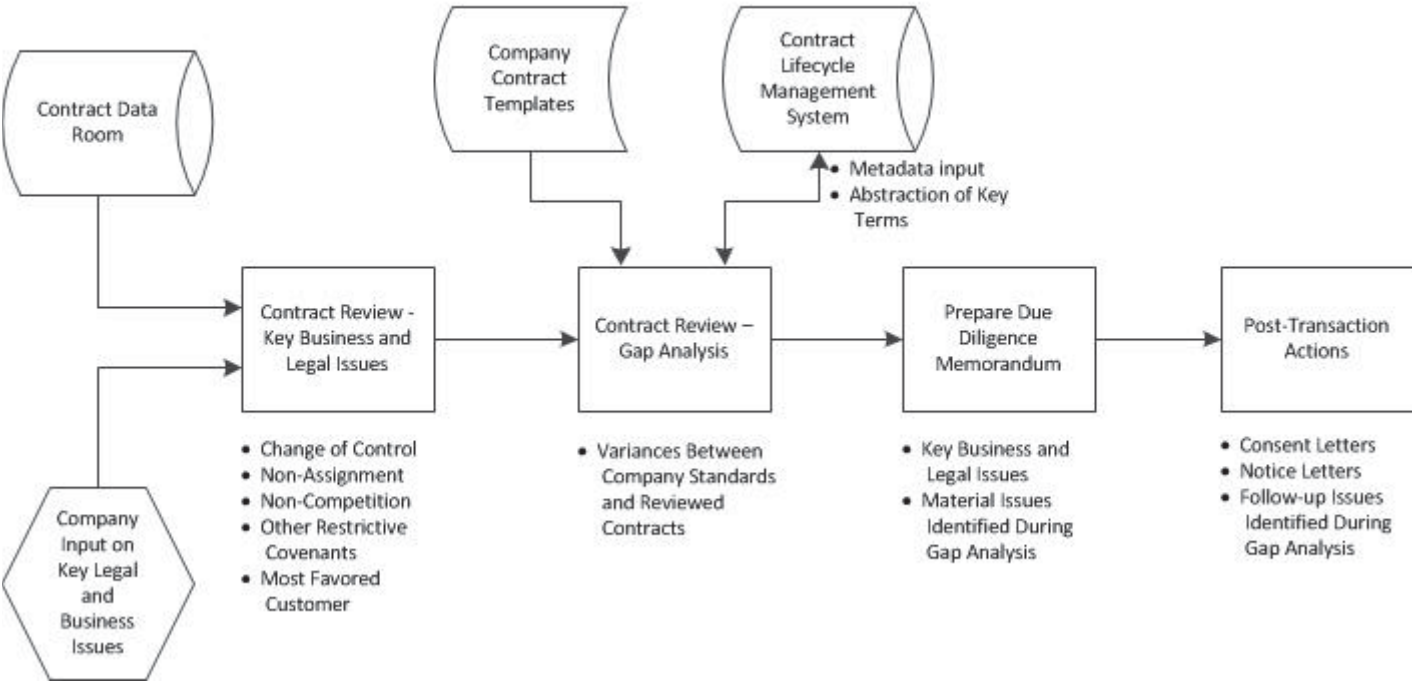 Contract Data
Room
Company
Contract
Templates
Contract
Lifecycle
Management
System
• Metadata input
• Abstraction of Key
Terms
Contract Review -
Key Business and
Legal Issues
Contract Review –
Gap Analysis
Prepare Due
Diligence
Memorandum
Post-Transaction
Actions
• Change of Control
• Non-Assignment
• Non-Competition
• Other Restrictive
Covenants
• Most Favored
Customer
• Variances Between
Company Standards
and Reviewed
Contracts
• Key Business and
Legal Issues
• Material Issues
Identified During
Gap Analysis
• Consent Letters
• Notice Letters
• Follow-up Issues
Identified During
Gap Analysis
Company
Input on
Key Legal
and
Business
Issues